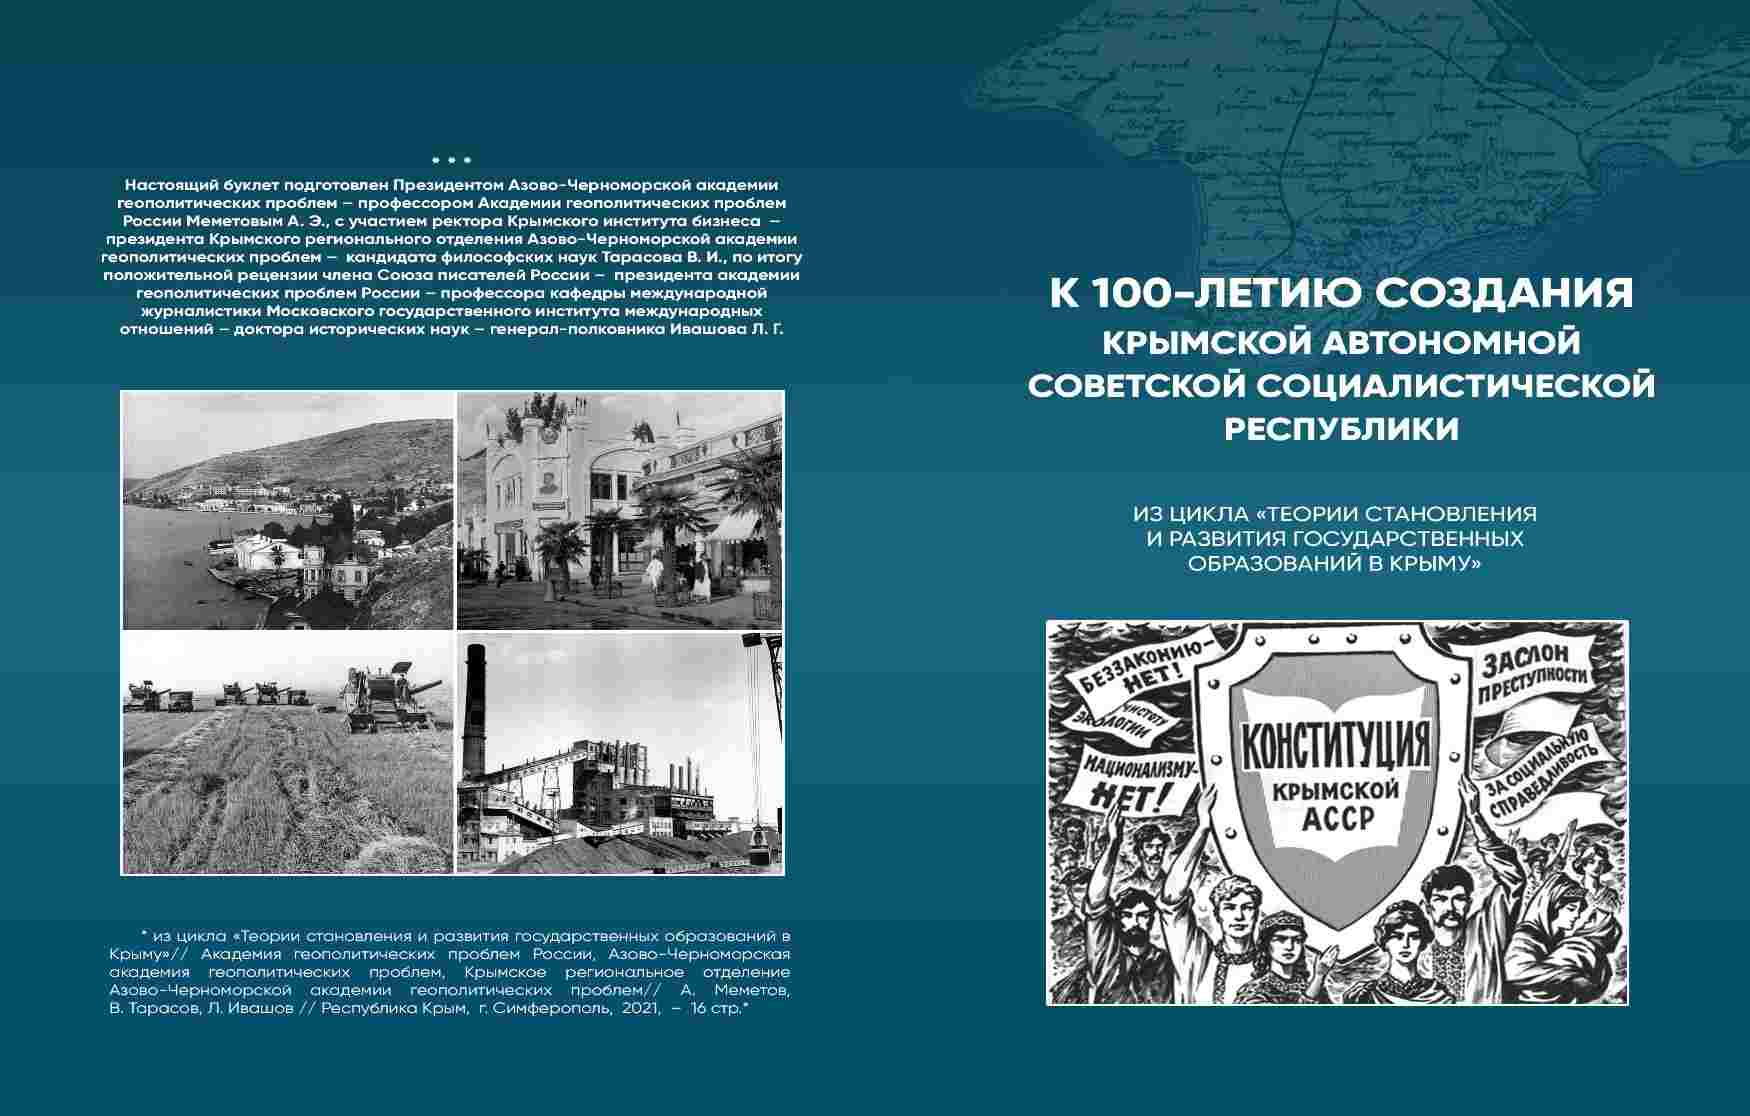 • • •
Настоящий буклет подготовлен Президентом Азово-Черноморской академии
геополитических проблем – профессором Академии геополитических проблем
России Меметовым А. Э., с участием ректора Крымского института бизнеса –
президента Крымского регионального отделения Азово-Черноморской академии
геополитических проблем – кандидата философских наук Тарасова В. И., по итогу
положительной рецензии члена Союза писателей России – президента академии
геополитических проблем России – профессора кафедры международной
журналистики Московского государственного института международных
отношений – доктора исторических наук – генерал-полковника Ивашова Л. Г.
* из цикла «Теории становления и развития государственных образований в
Крыму»// Академия геополитических проблем России, Азово-Черноморская
академия геополитических проблем, Крымское региональное отделение
Азово-Черноморской академии геополитических проблем// А. Меметов,
В. Тарасов, Л. Ивашов // Республика Крым, г. Симферополь, 2021, – 16 стр.*
К 100-ЛЕТИЮ СОЗДАНИЯ
КРЫМСКОЙ АВТОНОМНОЙ
СОВЕТСКОЙ СОЦИАЛИСТИЧЕСКОЙ
РЕСПУБЛИКИ
ИЗ ЦИКЛА «ТЕОРИИ СТАНОВЛЕНИЯ
И РАЗВИТИЯ ГОСУДАРСТВЕННЫХ
ОБРАЗОВАНИЙ В КРЫМУ»
БЕЗЗАКОНИЮ-
НЕТ!
ЧИСТОТУ
ЭКОЛОГИИ
НАЦИОНАЛИЗМУ-
НЕТ!
КОНСТИТУЦИЯ
КРЫМСКОЙ
АССР
ЗАСЛОН
ПРЕСТУПНОСТИ
ЗА СОЦИАЛЬНУЮ
СПРАВЕДЛИВОСТЬ